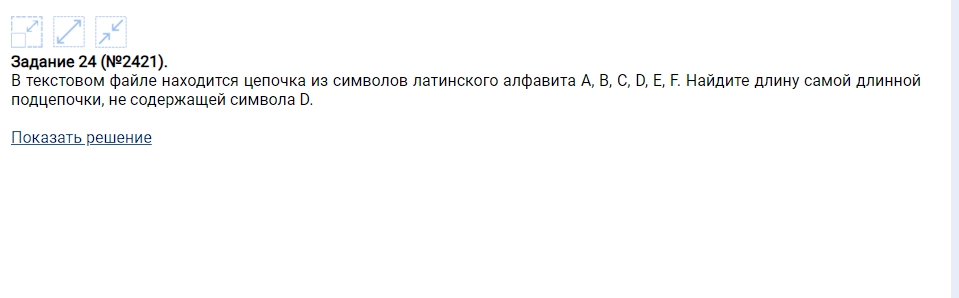 Задание 24 (№2421).
В текстовом файле находится цепочка из символов латинского алфавита A, B, C, D, E, F. Найдите длину самой длинной
подцепочки, не содержащей символа D.
Показать решение